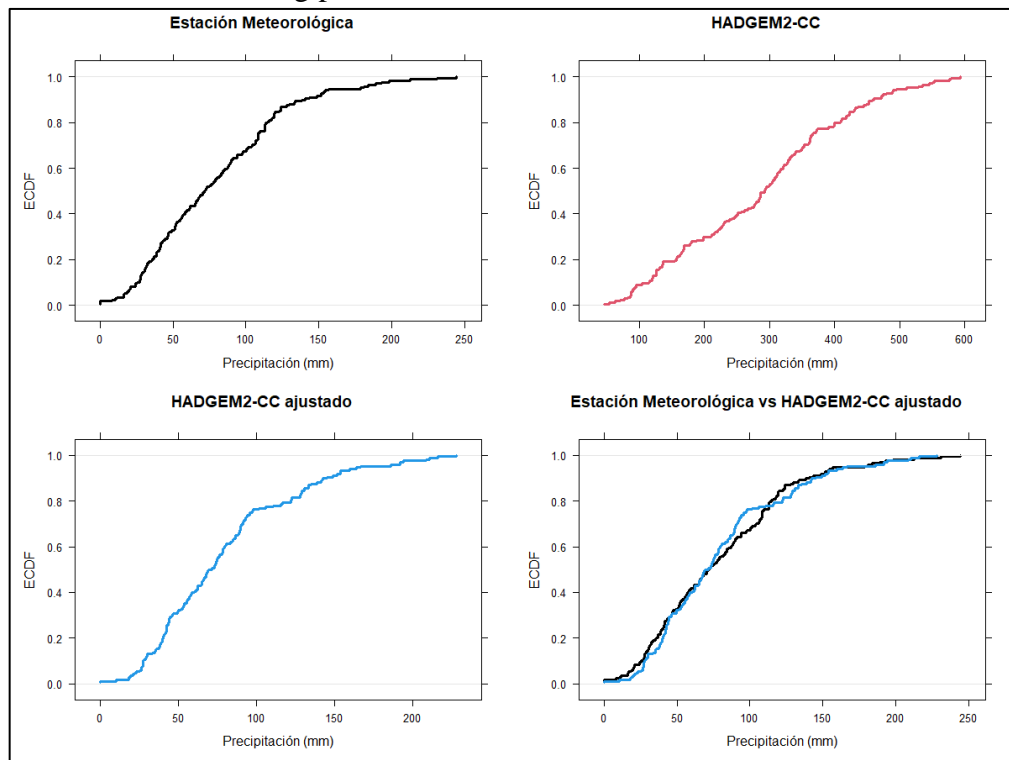 Estación Meteorológica
ECDF
1.0
0.8
0.6
0.4
0.2
0.0
0 50 100 150 200 250
Precipitación (mm)
HADGEM2-CC
ECDF
1.0
0.8
0.6
0.4
0.2
0.0
100 200 300 400 500 600
Precipitación (mm)
HADGEM2-CC ajustado
ECDF
1.0
0.8
0.6
0.4
0.2
0.0
0 50 100 150 200
Precipitación (mm)
Estación Meteorológica vs HADGEM2-CC ajustado
ECDF
1.0
0.8
0.6
0.4
0.2
0.0
0 50 100 150 200 250
Precipitación (mm)